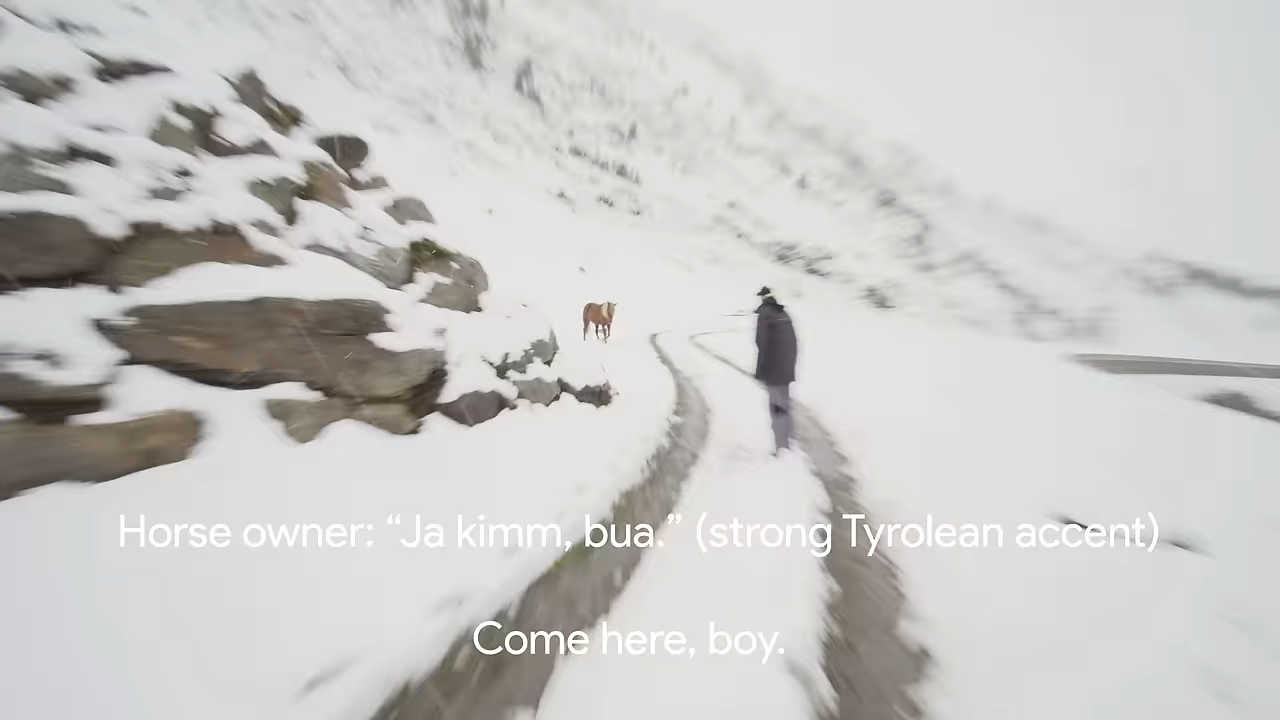 Horse owner: “Ja kimm, bua.” (strong Tyrolean accent)
Come here, boy.